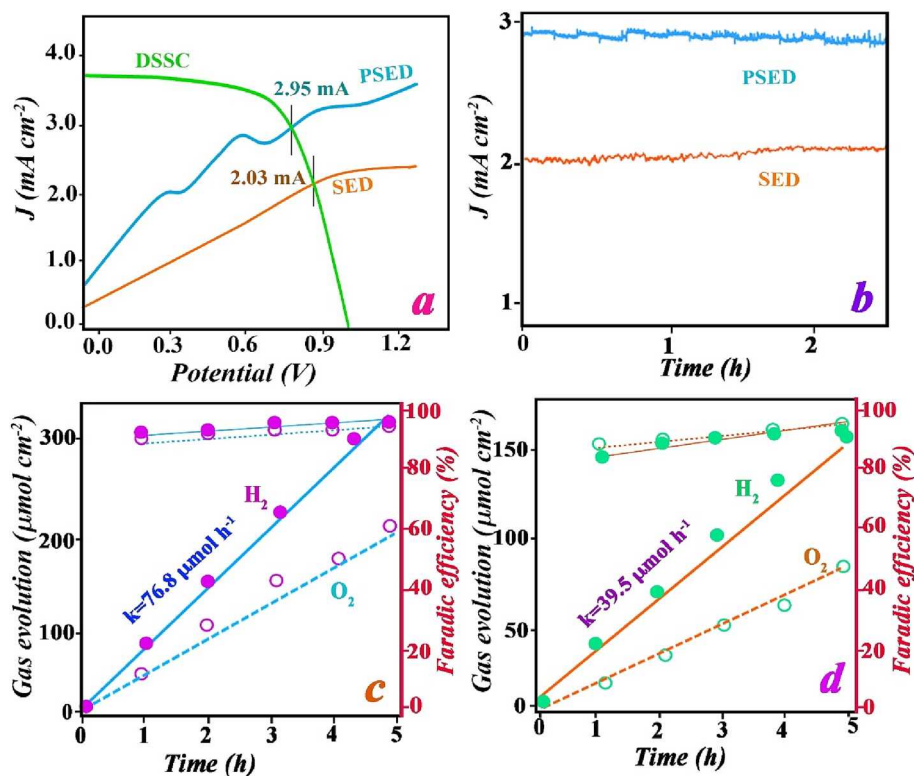 4.0
3.0
2.0
1.0
0.0
J (mA cm-2)
DSSC
2.95 mA
PSED
2.03 mA
SED
a
0.0 0.3 0.6 0.9 1.2
Potential (V)
3
2
1
J (mA cm-2)
PSED
SED
b
0 1 2
Time (h)
300
200
100
0
Gas evolution (μmol cm-2)
H2
k=76.8 μmol h-1
O2
c
100
80
60
40
20
0
Faradic efficiency (%)
1 2 3 4 5
Time (h)
150
100
50
0
Gas evolution (μmol cm-2)
H2
k=39.5 μmol h-1
O2
d
100
80
60
40
20
0
Faradic efficiency (%)
0 1 2 3 4 5
Time (h)